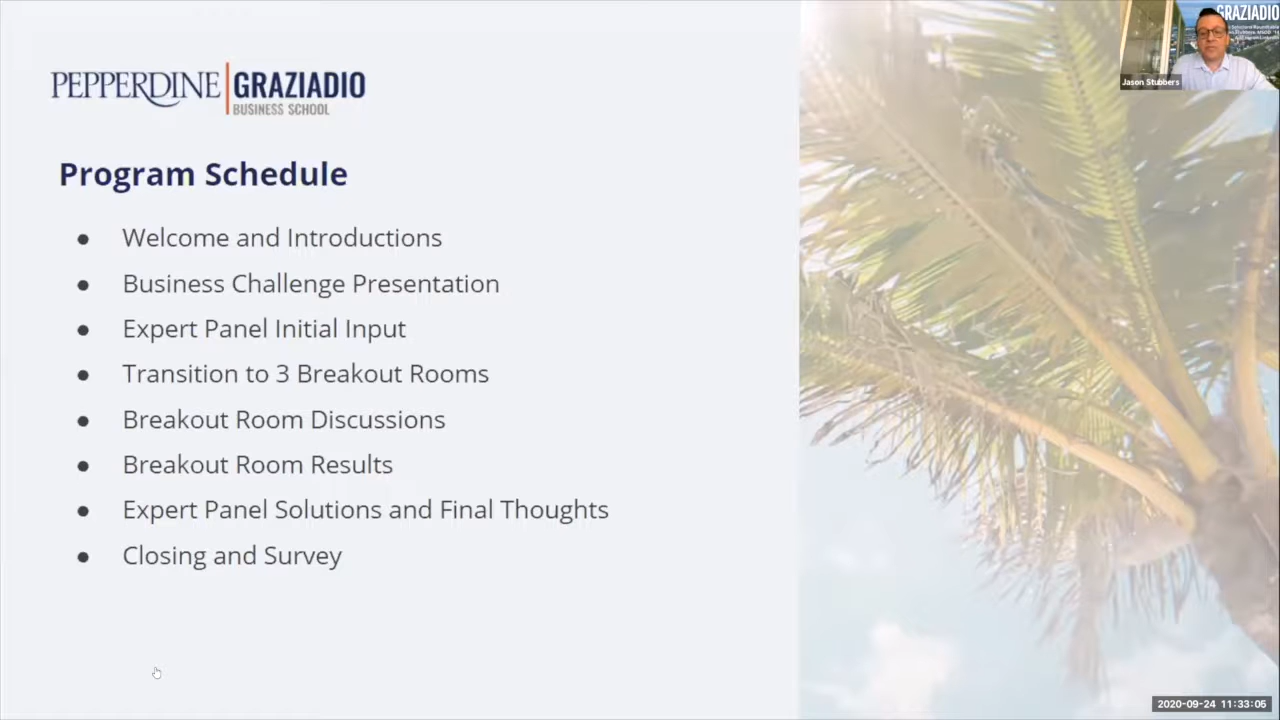 PEPPERDINE GRAZIADIO
BUSINESS SCHOOL
Program Schedule
• Welcome and Introductions
• Business Challenge Presentation
• Expert Panel Initial Input
• Transition to 3 Breakout Rooms
• Breakout Room Discussions
• Breakout Room Results
• Expert Panel Solutions and Final Thoughts
• Closing and Survey
GRAZIADIO
Jason Stubbers
2020-09-24 11:33:05